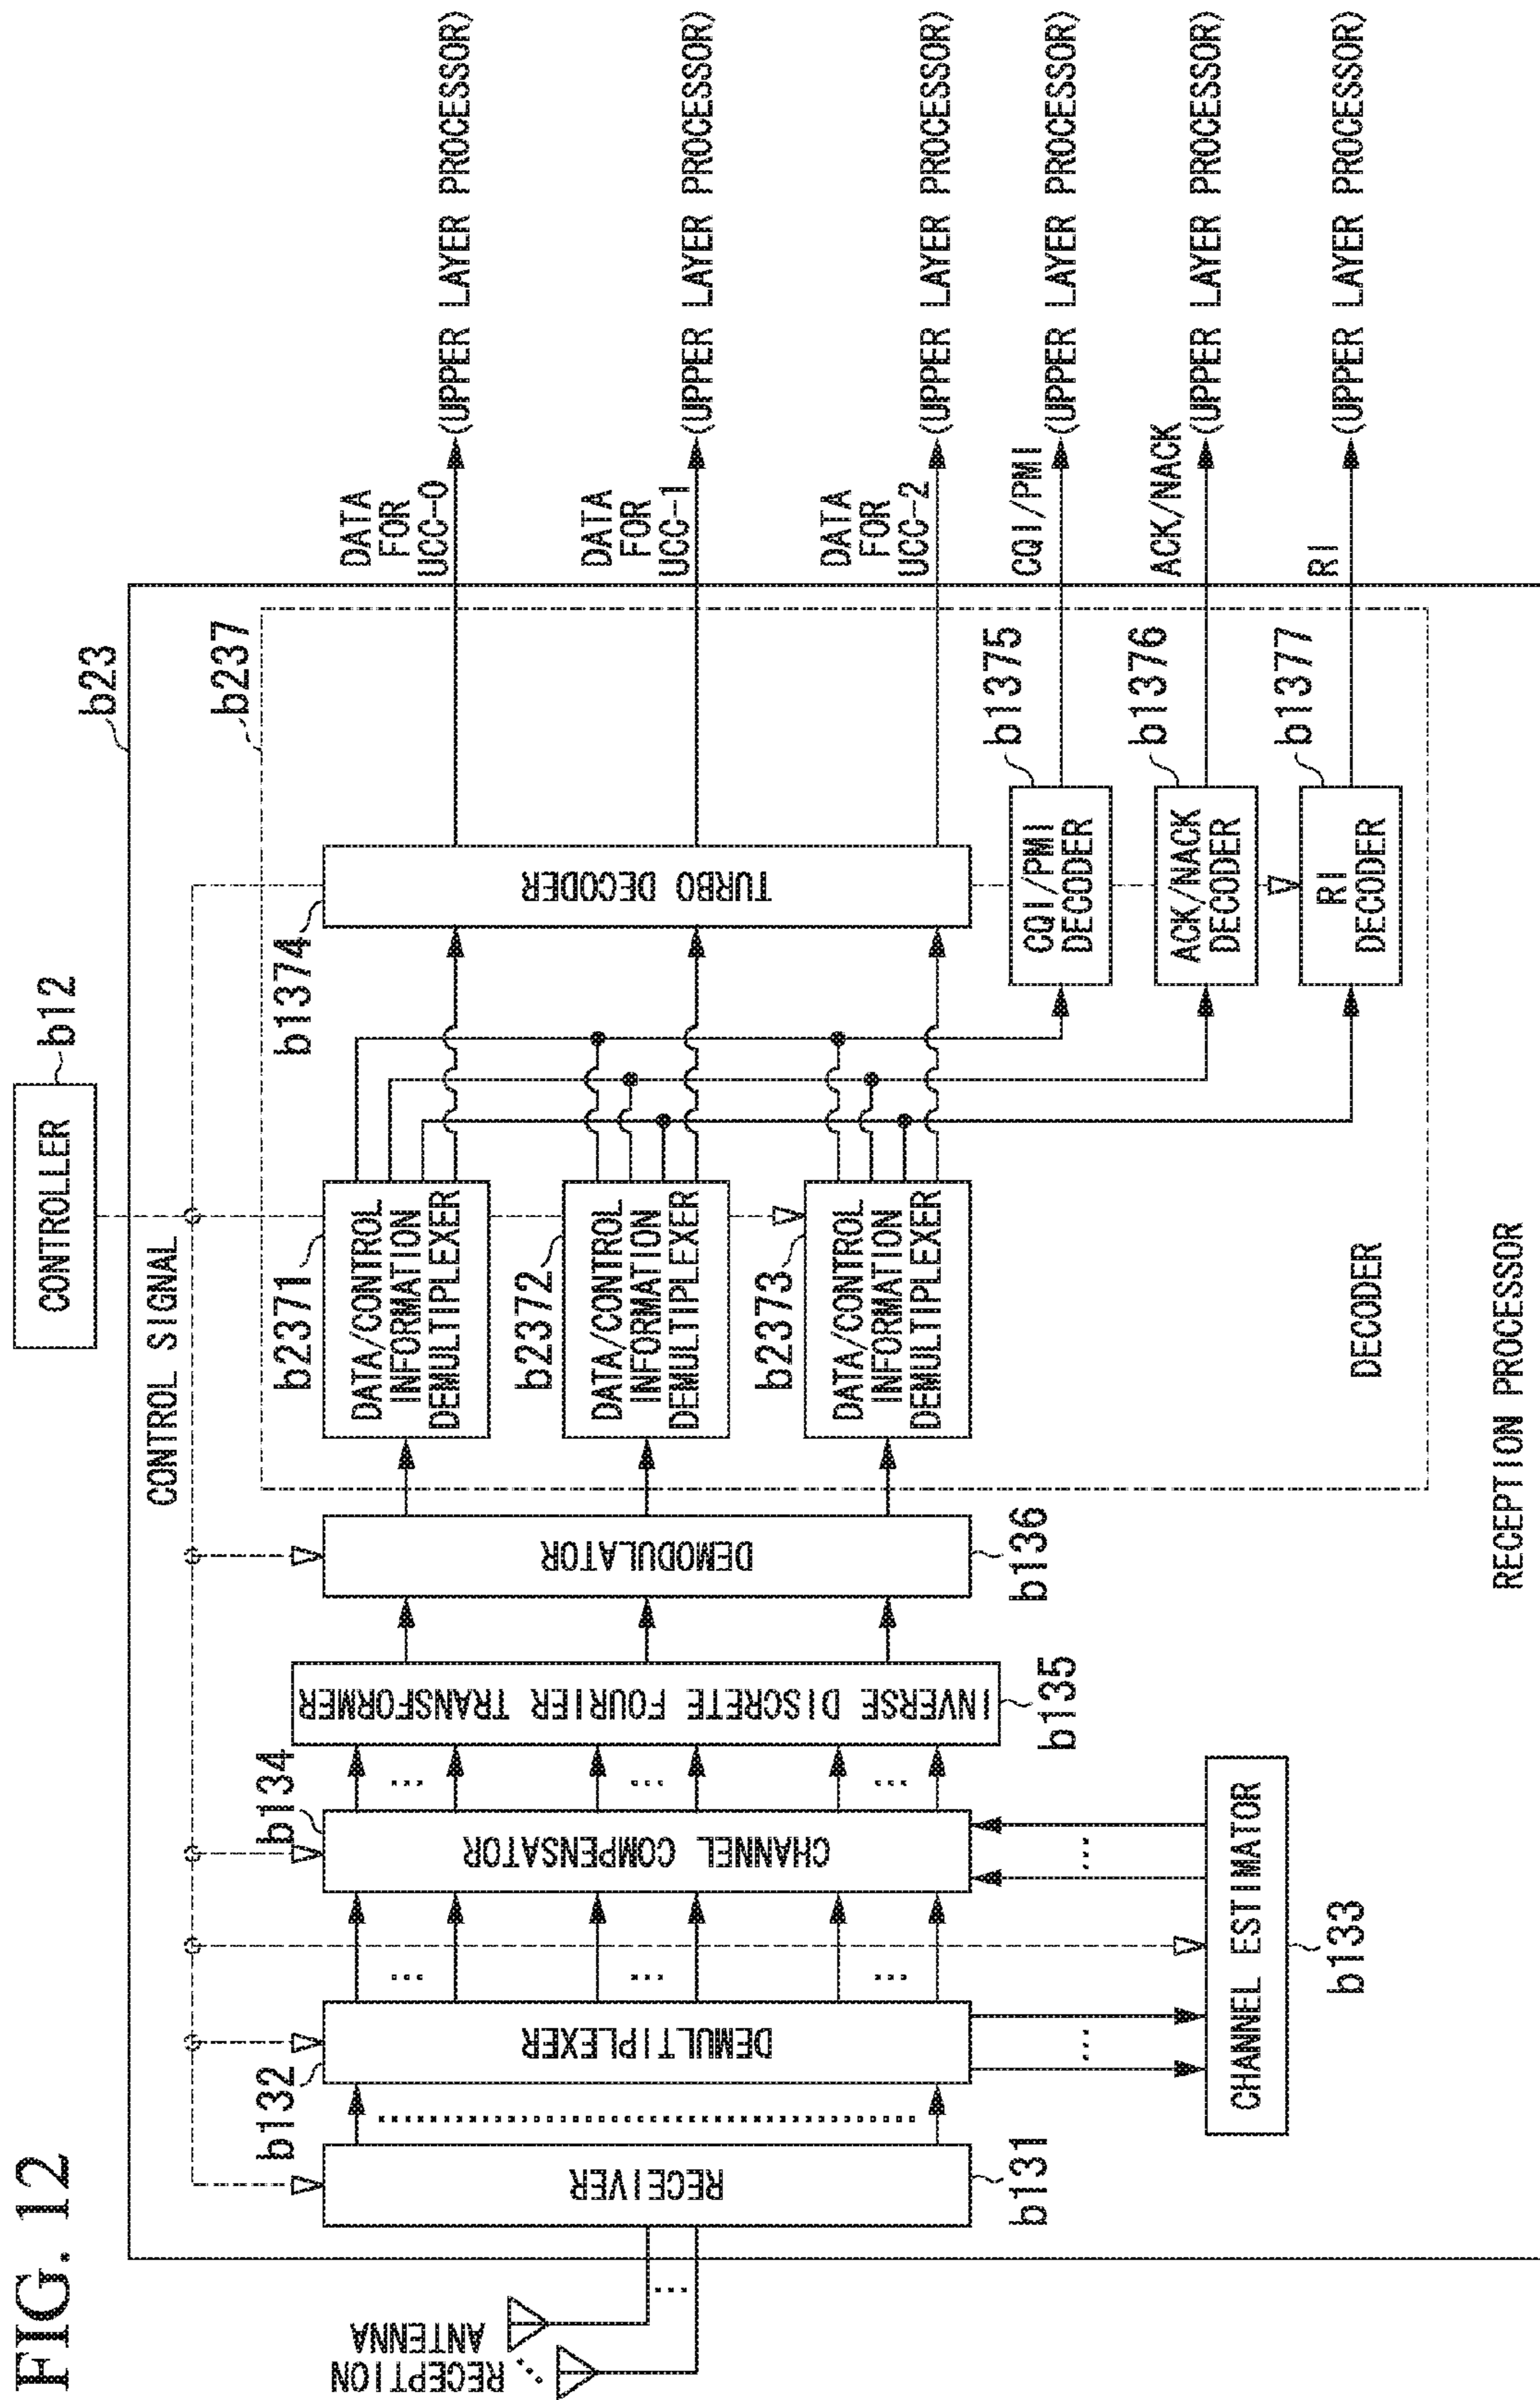 FIG. 12
CONTROLLER
b12
CONTROL SIGNAL
b23
b237
RECEPTION
ANTENNA
RECEIVER
b131
b132
DEMULTIPLEXER
CHANNEL ESTIMATOR
b133
b134
CHANNEL COMPENSATOR
INVERSE DISCRETE FOURIER TRANSFORMER
b135
DEMODULATOR
b136
b2371
DATA/CONTROL
INFORMATION
DEMULTIPLEXER
b2372
DATA/CONTROL
INFORMATION
DEMULTIPLEXER
b2373
DATA/CONTROL
INFORMATION
DEMULTIPLEXER
b1374
TURBO DECODER
b1375
CQI/PMI
DECODER
b1376
ACK/NACK
DECODER
b1377
RI
DECODER
DECODER
RECEPTION PROCESSOR
DATA
FOR
UCC-0
(UPPER LAYER PROCESSOR)
DATA
FOR
UCC-1
(UPPER LAYER PROCESSOR)
DATA
FOR
UCC-2
(UPPER LAYER PROCESSOR)
CQI/PMI
(UPPER LAYER PROCESSOR)
ACK/NACK
(UPPER LAYER PROCESSOR)
RI
(UPPER LAYER PROCESSOR)